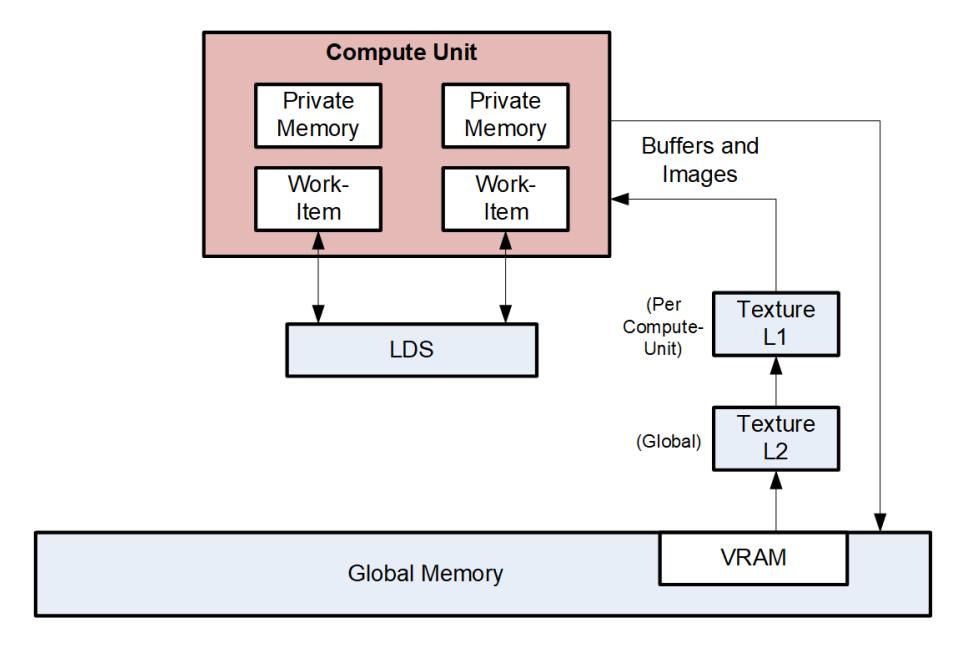 Compute Unit
Private
Memory
Private
Memory
Work-
Item
Work-
Item
Buffers and
Images
LDS
(Per
Compute-
Unit)
Texture
L1
(Global)
Texture
L2
VRAM
Global Memory